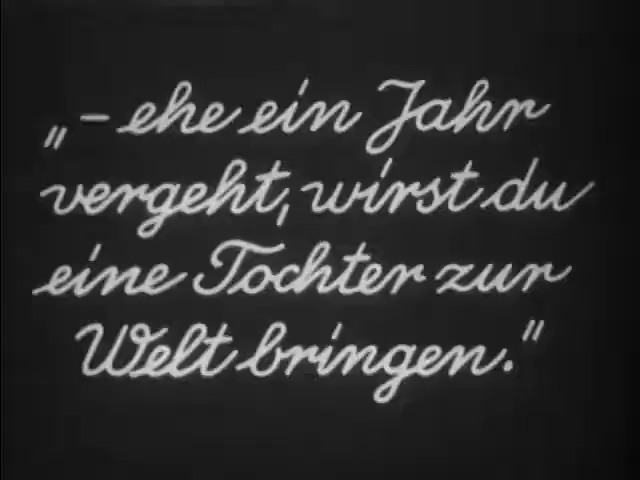 „– ehe ein Jahr
vergeht, wirst du
eine Tochter zur
Welt bringen."